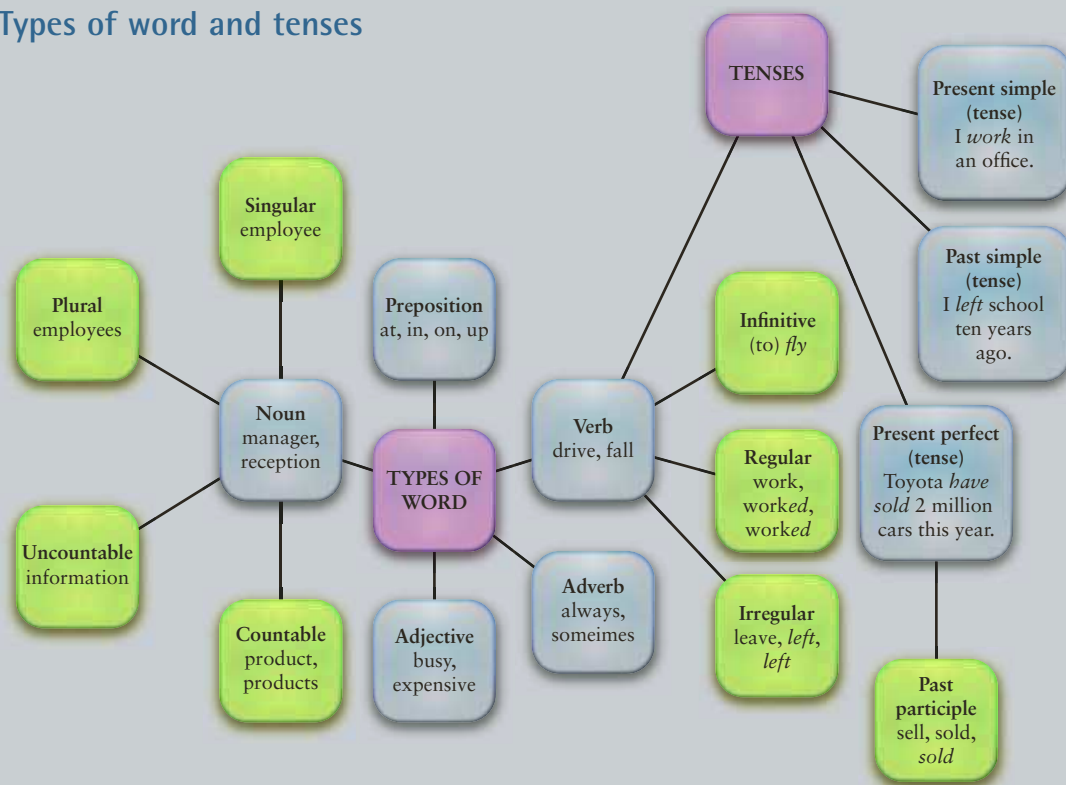 Types of word and tenses
TENSES
Present simple
(tense)
I work in
an office.
Past simple
(tense)
I left school
ten years
ago.
Present perfect
(tense)
Toyota have
sold 2 million
cars this year.
Past
participle
sell, sold,
sold
Singular
employee
Plural
employees
Noun
manager,
reception
Uncountable
information
Countable
product,
products
Preposition
at, in, on, up
TYPES OF
WORD
Adjective
busy,
expensive
Adverb
always,
someimes
Verb
drive, fall
Infinitive
(to) fly
Regular
work,
worked,
worked
Irregular
leave, left,
left